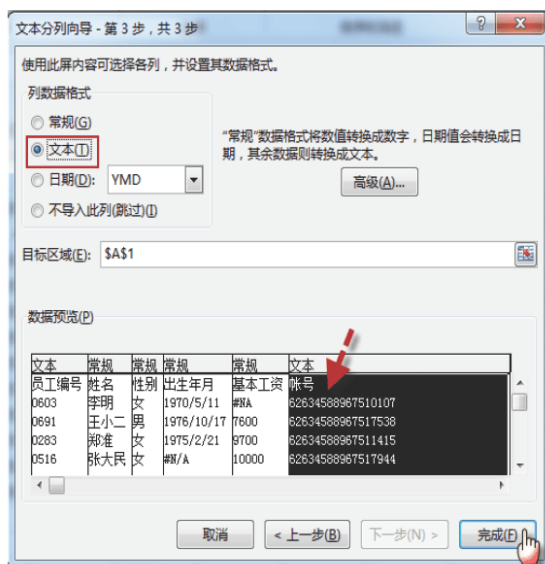 文本分列向导 - 第 3 步，共 3 步
使用此屏内容可选择各列，并设置其数据格式。
列数据格式
常规(G)
文本(T)
日期(D): YMD
不导入此列(跳过)(I)
“常规”数据格式将数值转换成数字，日期值会转换成日
期，其余数据则转换成文本。
高级(A)...
目标区域(E): $A$1
数据预览(P)
文本 常规 常规 常规 常规 文本
员工编号 姓名 性别 出生年月 基本工资 帐号
0603 李明 女 1970/5/11 #NA 62634588967510107
0691 王小二 男 1976/10/17 7600 62634588967517538
0283 郑准 女 1975/2/21 9700 62634588967511415
0516 张大民 女 #N/A 10000 62634588967517944
取消 < 上一步(B) 下一步(N) > 完成(F)